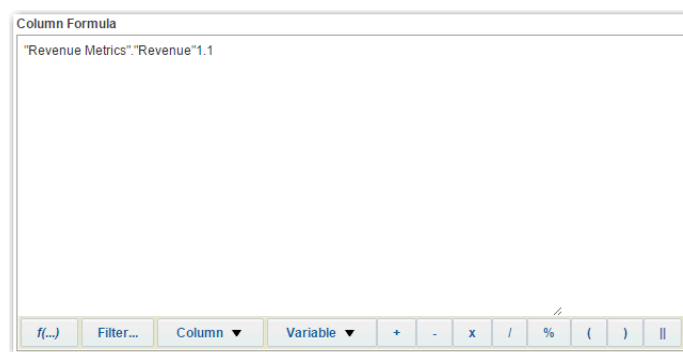 Column Formula
"Revenue Metrics"."Revenue"1.1
f(...) Filter... Column ▼ Variable ▼ + - x / % ( ) ||